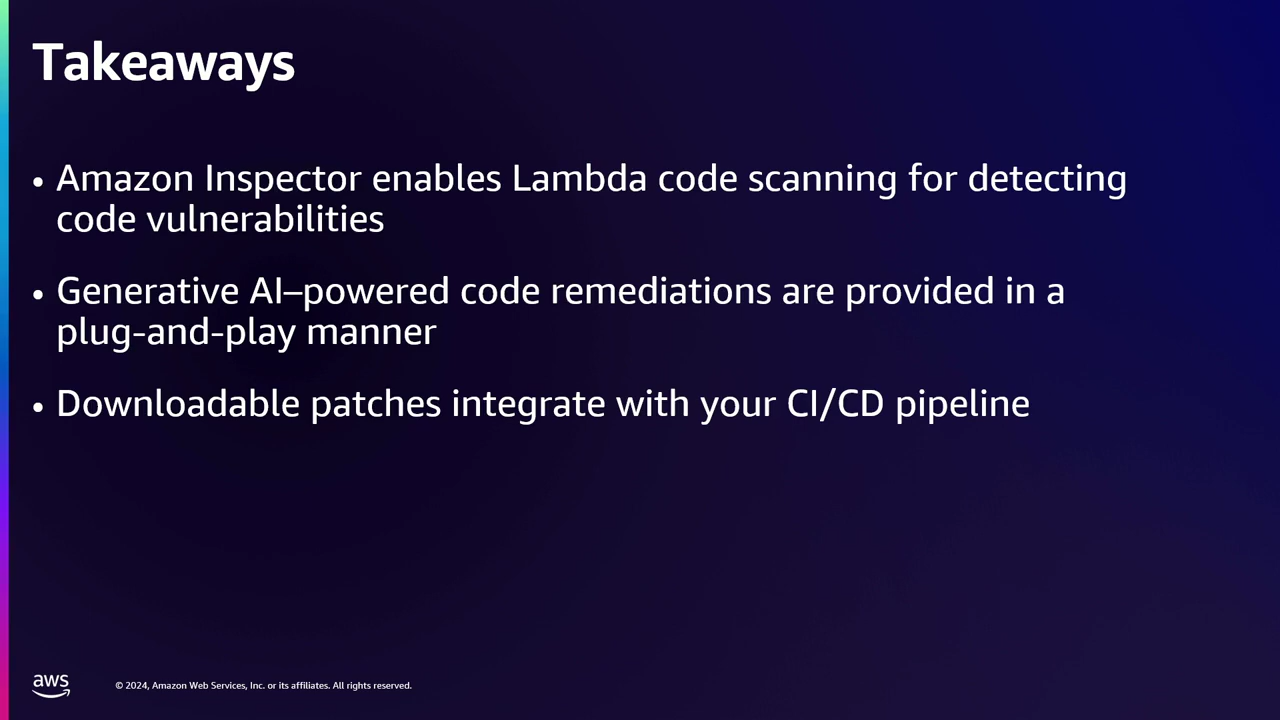 Takeaways
• Amazon Inspector enables Lambda code scanning for detecting
code vulnerabilities
• Generative AI–powered code remediations are provided in a
plug-and-play manner
• Downloadable patches integrate with your CI/CD pipeline
aws
© 2024, Amazon Web Services, Inc. or its affiliates. All rights reserved.